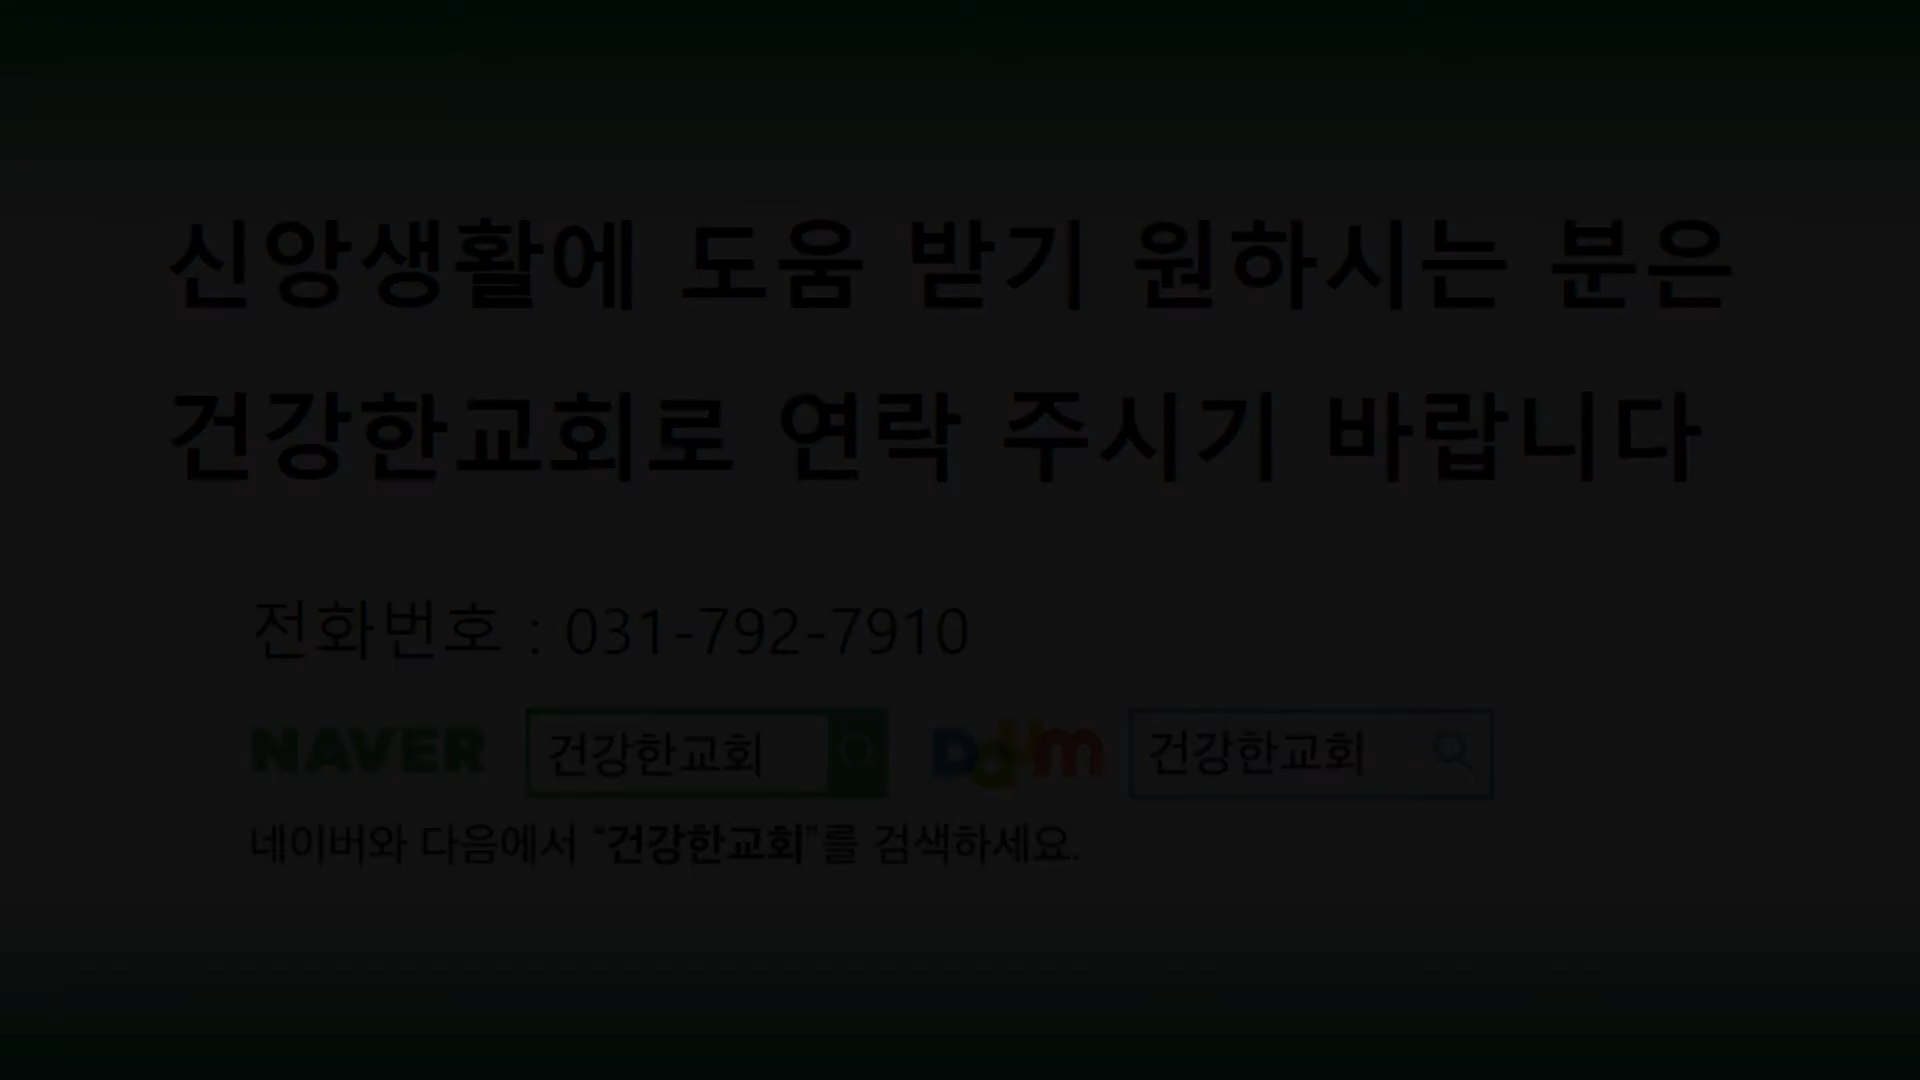 신앙생활에 도움 받기 원하시는 분은
건강한교회로 연락 주시기 바랍니다
전화번호 : 031-792-7910
NAVER 건강한교회 Daum 건강한교회
네이버와 다음에서 “건강한교회”를 검색하세요.